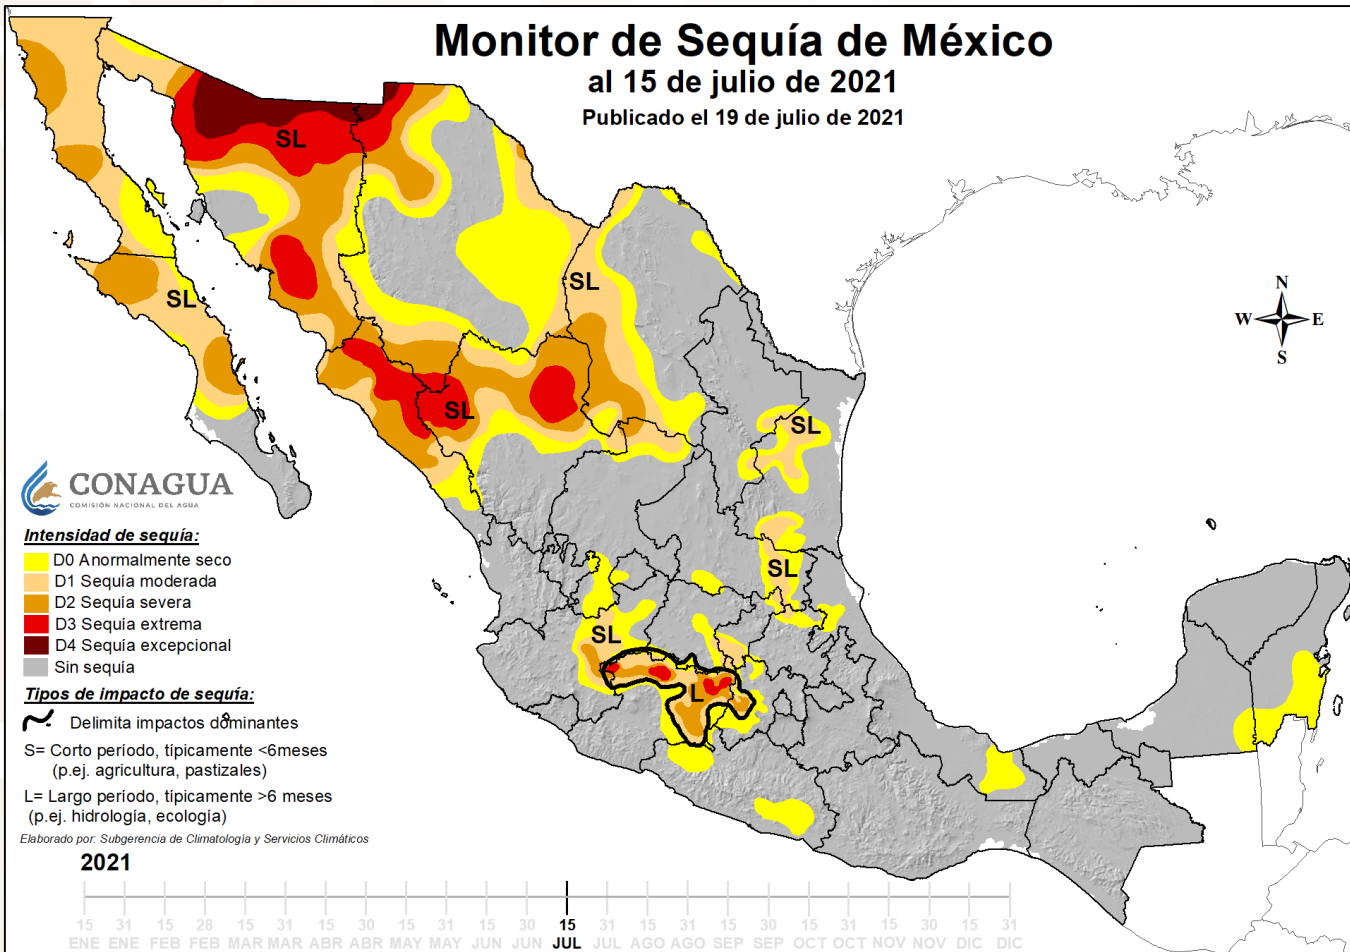 Monitor de Sequía de México
al 15 de julio de 2021
Publicado el 19 de julio de 2021
SL
SL
SL
SL
SL
SL
SL
L
N
W E
S
CONAGUA
COMISIÓN NACIONAL DEL AGUA
Intensidad de sequía:
D0 Anormalmente seco
D1 Sequía moderada
D2 Sequía severa
D3 Sequía extrema
D4 Sequía excepcional
Sin sequía
Tipos de impacto de sequía:
Delimita impactos dominantes
S= Corto período, típicamente <6meses
(p.ej. agricultura, pastizales)
L= Largo período, típicamente >6 meses
(p.ej. hidrología, ecología)
Elaborado por: Subgerencia de Climatología y Servicios Climáticos
2021
15 31 15 28 15 31 15 30 15 31 15 30 15 31 15 31 15 30 15 31 15 30 15 31
ENE ENE FEB FEB MAR MAR ABR ABR MAY MAY JUN JUN JUL JUL AGO AGO SEP SEP OCT OCT NOV NOV DIC DIC